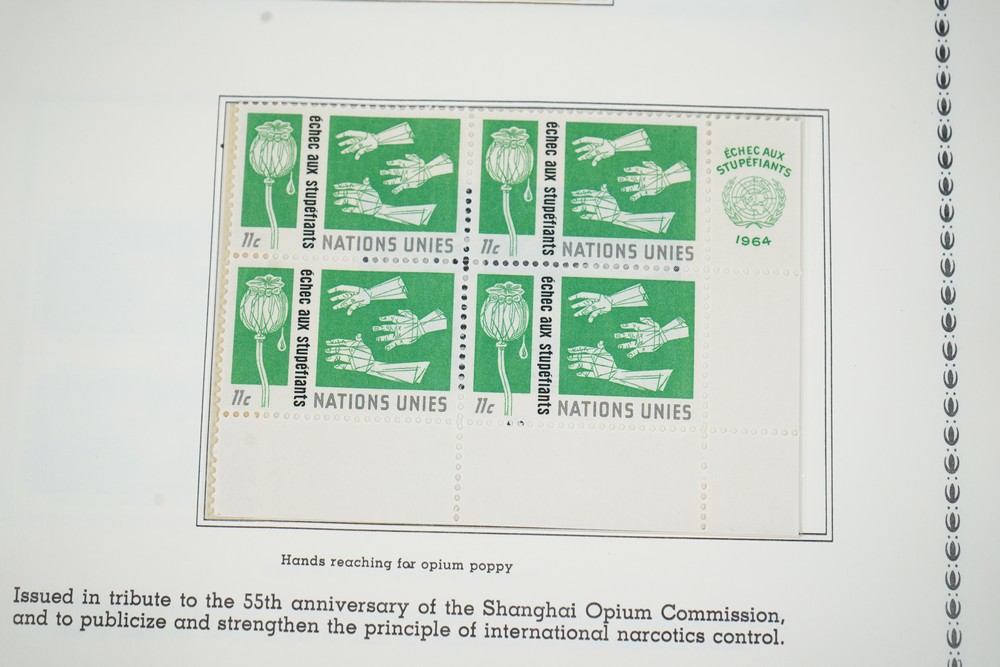 échec aux stupéfiants
11c NATIONS UNIES
échec aux stupéfiants
11c NATIONS UNIES
ÉCHEC AUX
STUPÉFIANTS
1964
échec aux stupéfiants
11c NATIONS UNIES
échec aux stupéfiants
11c NATIONS UNIES
Hands reaching for opium poppy
Issued in tribute to the 55th anniversary of the Shanghai Opium Commission,
and to publicize and strengthen the principle of international narcotics control.